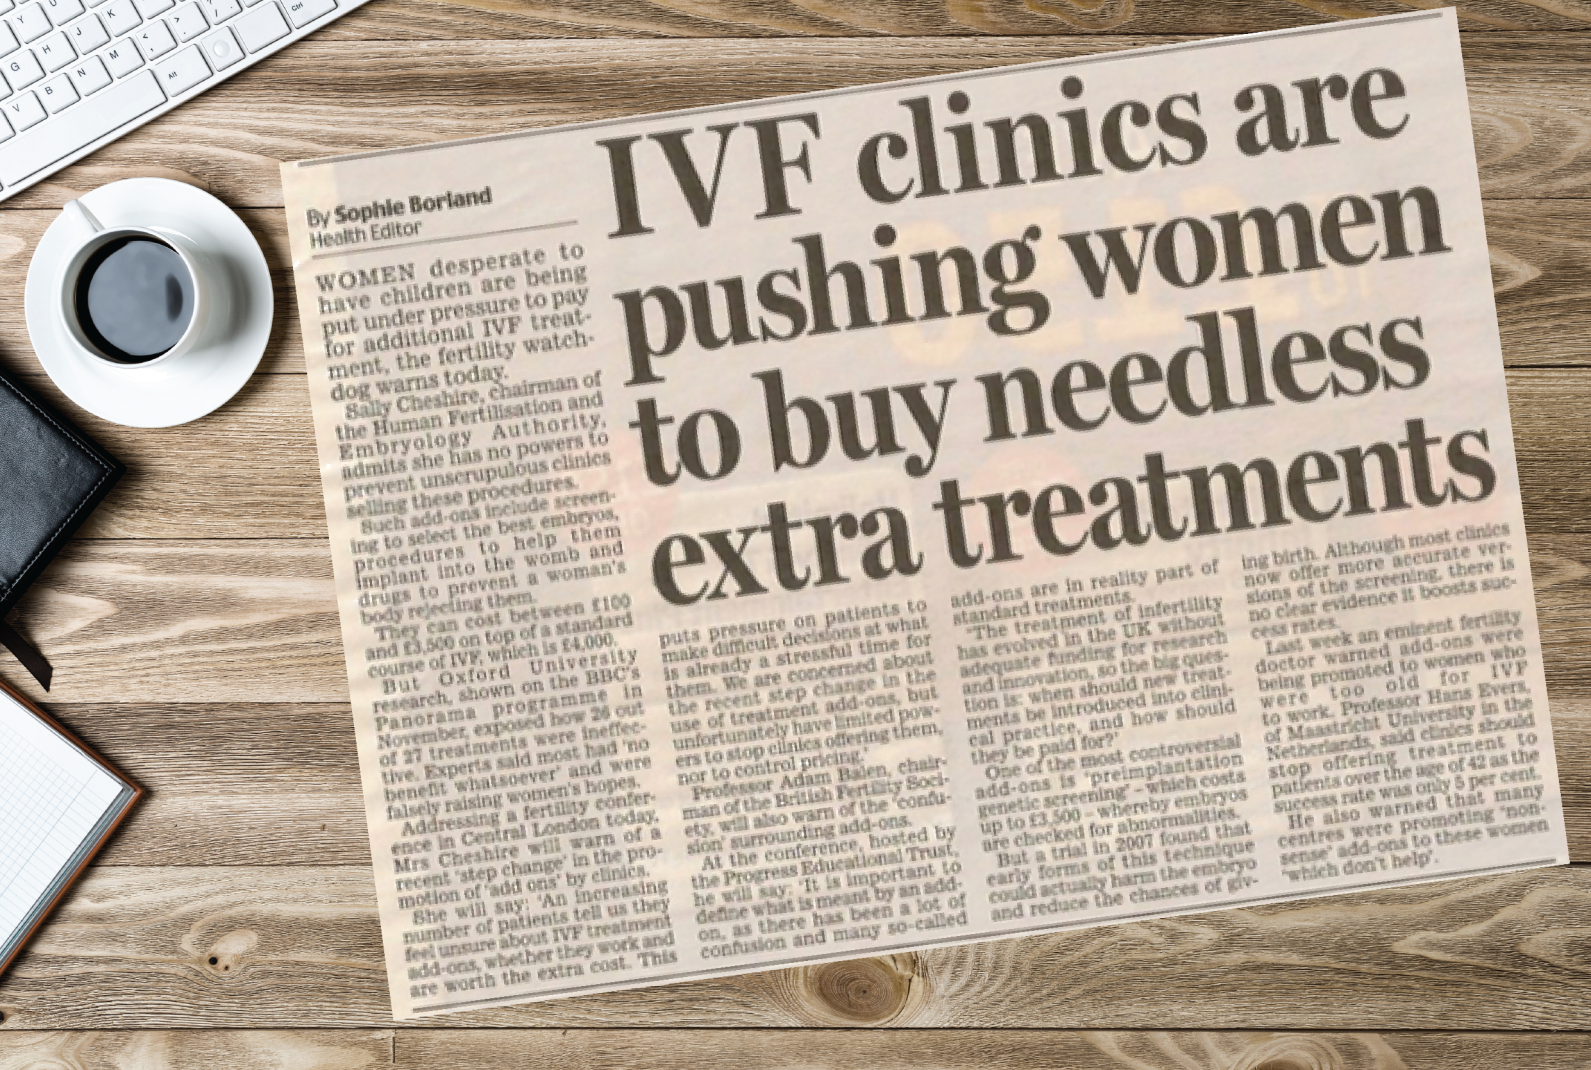 Y U J K
G H
V B N M
Alt
Ctrl
IVF clinics are
pushing women
to buy needless
extra treatments
By Sophie Borland
Health Editor
WOMEN desperate to
have children are being
put under pressure to pay
for additional IVF treat-
ment, the fertility watch-
dog warns today.
Sally Cheshire, chairman of
the Human Fertilisation and
Embryology Authority,
admits she has no powers to
prevent unscrupulous clinics
selling these procedures.
Such add-ons include screen-
ing to select the best embryos,
procedures to help them
implant into the womb and
drugs to prevent a woman's
body rejecting them.
They can cost between £100
and £3,500 on top of a standard
course of IVF, which is £4,000.
But Oxford University
research, shown on the BBC's
Panorama programme in
November, exposed how 26 out
of 27 treatments were ineffec-
tive. Experts said most had 'no
benefit whatsoever' and were
falsely raising women's hopes.
Addressing a fertility confer-
ence in Central London today,
Mrs Cheshire will warn of a
recent 'step change' in the pro-
motion of 'add ons' by clinics.
She will say: 'An increasing
number of patients tell us they
feel unsure about IVF treatment
add-ons, whether they work and
are worth the extra cost. 'This
puts pressure on patients to
make difficult decisions at what
is already a stressful time for
them. We are concerned about
the recent step change in the
use of treatment add-ons, but
unfortunately have limited pow-
ers to stop clinics offering them,
nor to control pricing.'
Professor Adam Balen, chair-
man of the British Fertility Soci-
ety, will also warn of the 'confu-
sion' surrounding add-ons.
At the conference, hosted by
the Progress Educational Trust,
he will say: 'It is important to
define what is meant by an add-
on, as there has been a lot of
confusion and many so-called
add-ons are in reality part of
standard treatments.
'The treatment of infertility
has evolved in the UK without
adequate funding for research
and innovation, so the big ques-
tion is: when should new treat-
ments be introduced into clini-
cal practice, and how should
they be paid for?'
One of the most controversial
add-ons is 'preimplantation
genetic screening' – which costs
up to £3,500 – whereby embryos
are checked for abnormalities.
But a trial in 2007 found that
early forms of this technique
could actually harm the embryo
and reduce the chances of giv-
ing birth. Although most clinics
now offer more accurate ver-
sions of the screening, there is
no clear evidence it boosts suc-
cess rates.
Last week an eminent fertility
doctor warned add-ons were
being promoted to women who
were too old for IVF
to work. Professor Hans Evers,
of Maastricht University in the
Netherlands, said clinics should
stop offering treatment to
patients over the age of 42 as the
success rate was only 5 per cent.
He also warned that many
centres were promoting 'non-
sense' add-ons to these women
'which don't help'.